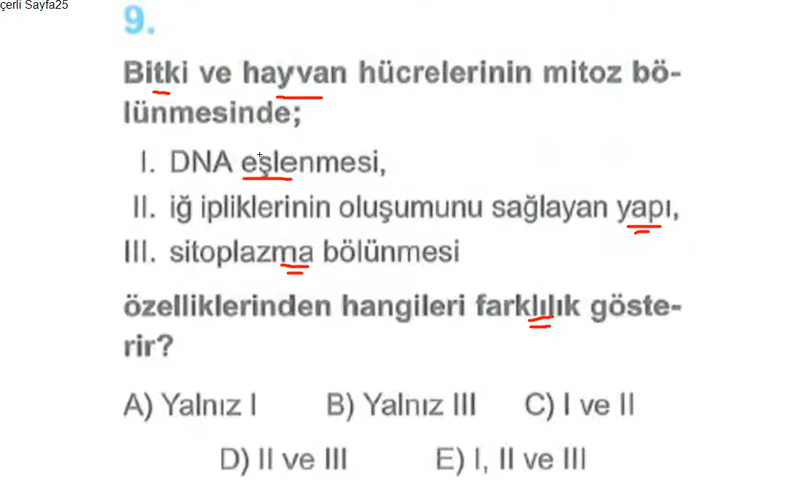 çerli Sayfa25
9.
Bitki ve hayvan hücrelerinin mitoz bö-
lünmesinde;
I. DNA eşlenmesi,
II. iğ ipliklerinin oluşumunu sağlayan yapı,
III. sitoplazma bölünmesi
özelliklerinden hangileri farklılık göste-
rir?
A) Yalnız I B) Yalnız III C) I ve II
D) II ve III E) I, II ve III